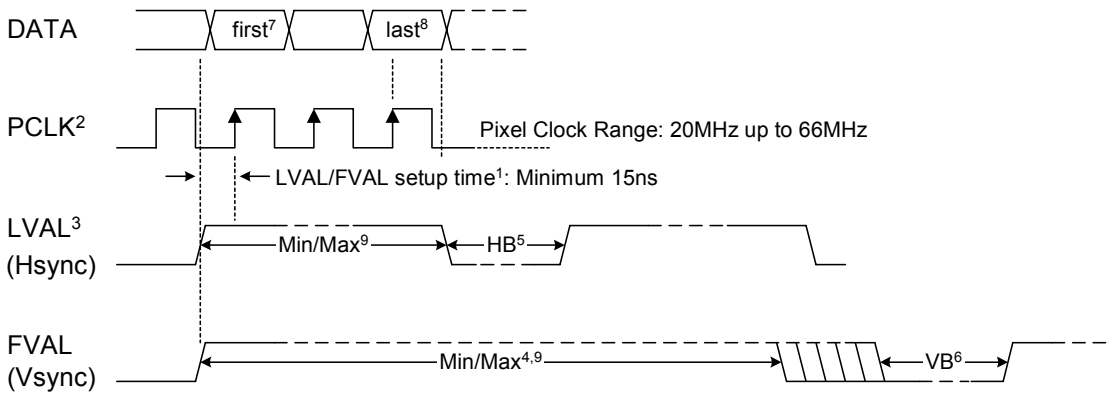 DATA first⁷ last⁸
PCLK² Pixel Clock Range: 20MHz up to 66MHz
LVAL/FVAL setup time¹: Minimum 15ns
LVAL³
(Hsync) Min/Max⁹ HB⁵
FVAL
(Vsync) Min/Max⁴,⁹ VB⁶